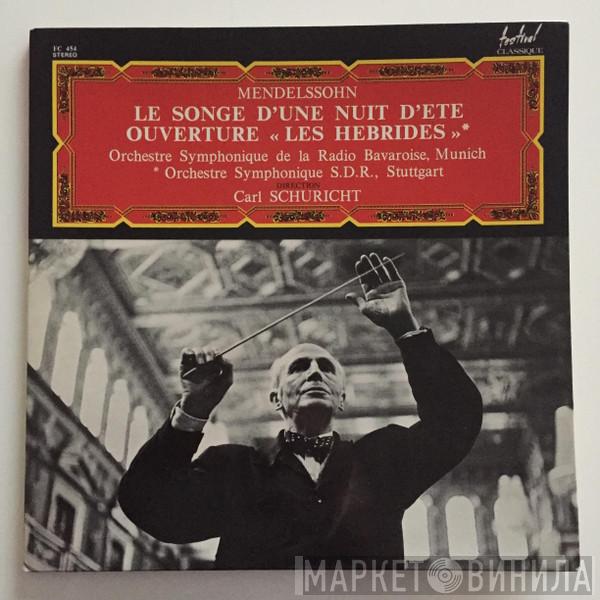 FC 454
STEREO
festival
CLASSIQUE
MENDELSSOHN
LE SONGE D'UNE NUIT D'ETE
OUVERTURE « LES HEBRIDES »*
Orchestre Symphonique de la Radio Bavaroise, Munich
* Orchestre Symphonique S.D.R., Stuttgart
DIRECTION
Carl SCHURICHT
МАРКЕТ ВИНИЛА